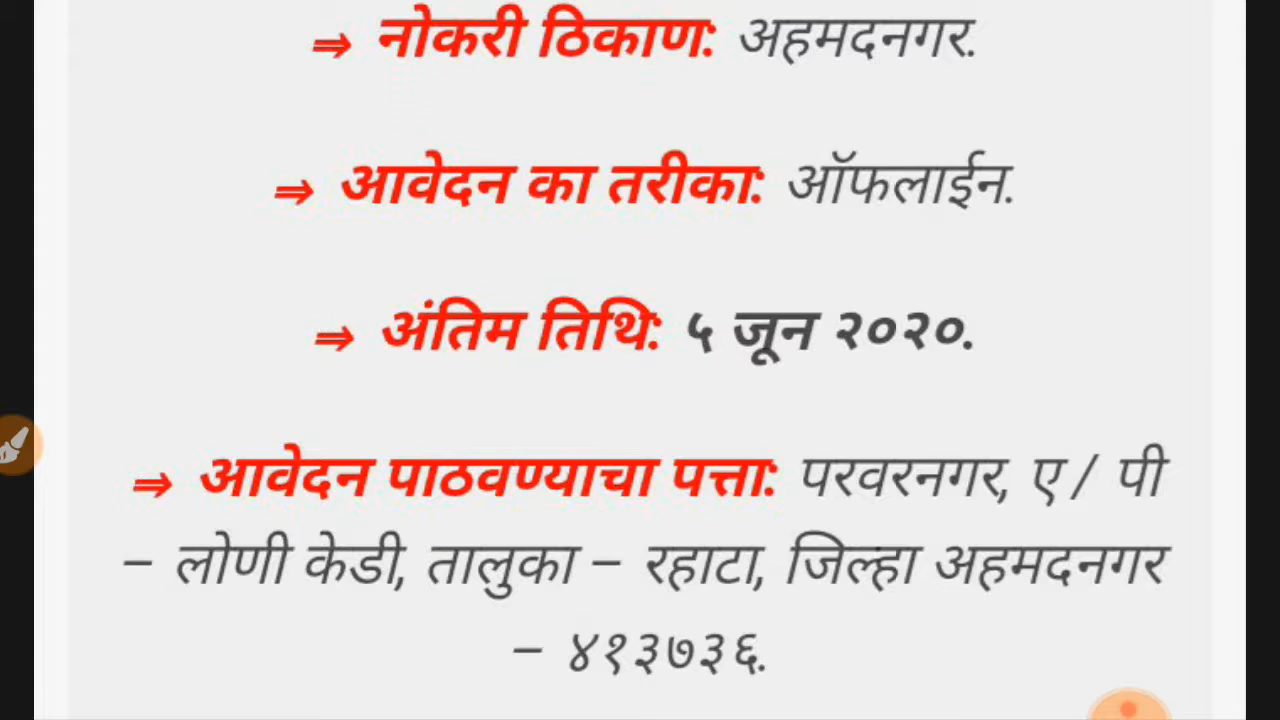 ⇒ नोकरी ठिकाण: अहमदनगर.
⇒ आवेदन का तरीका: ऑफलाईन.
⇒ अंतिम तिथि: ५ जून २०२०.
⇒ आवेदन पाठवण्याचा पत्ता: परवरनगर, ए / पी
– लोणी केडी, तालुका – रहाटा, जिल्हा अहमदनगर
– ४१३७३६.